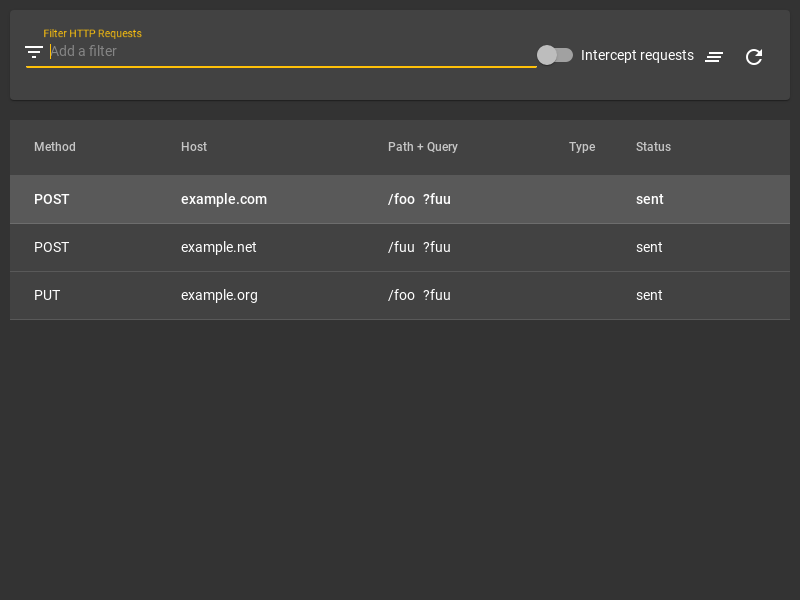 Filter HTTP Requests
Add a filter
Intercept requests
Method Host Path + Query Type Status
POST example.com /foo ?fuu sent
POST example.net /fuu ?fuu sent
PUT example.org /foo ?fuu sent